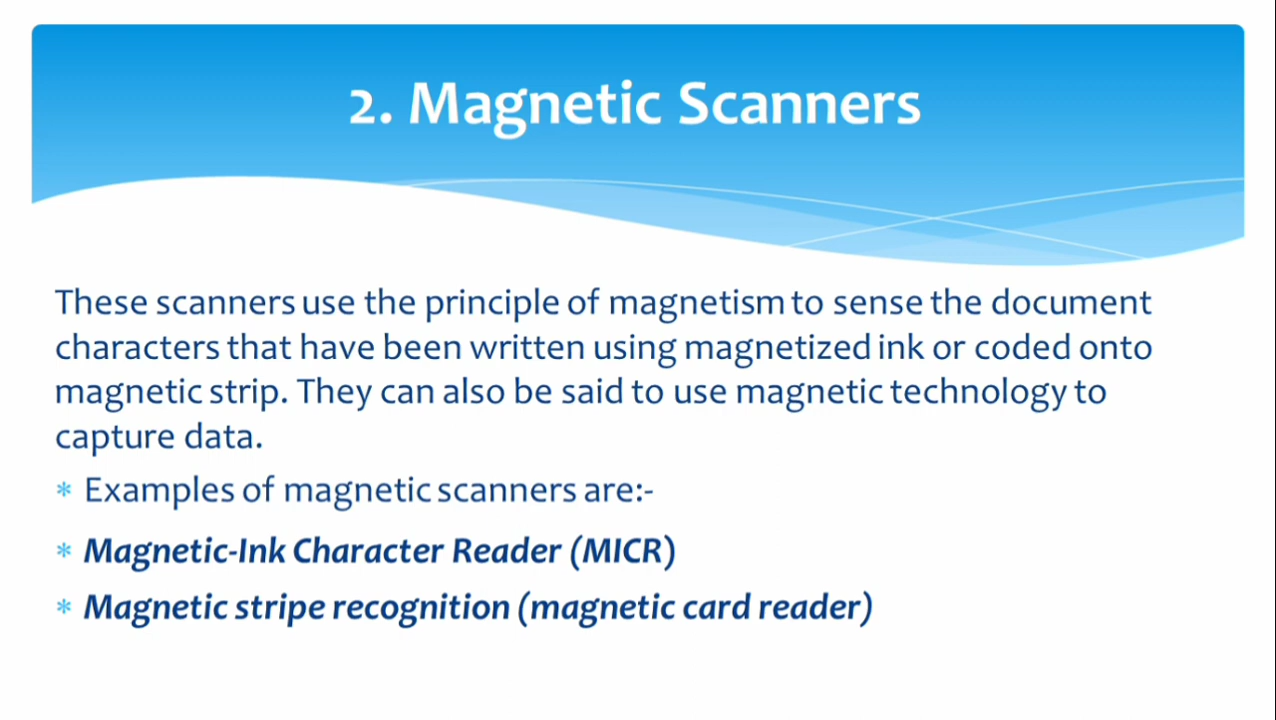 2. Magnetic Scanners
These scanners use the principle of magnetism to sense the document
characters that have been written using magnetized ink or coded onto
magnetic strip. They can also be said to use magnetic technology to
capture data.
* Examples of magnetic scanners are:-
* Magnetic-Ink Character Reader (MICR)
* Magnetic stripe recognition (magnetic card reader)